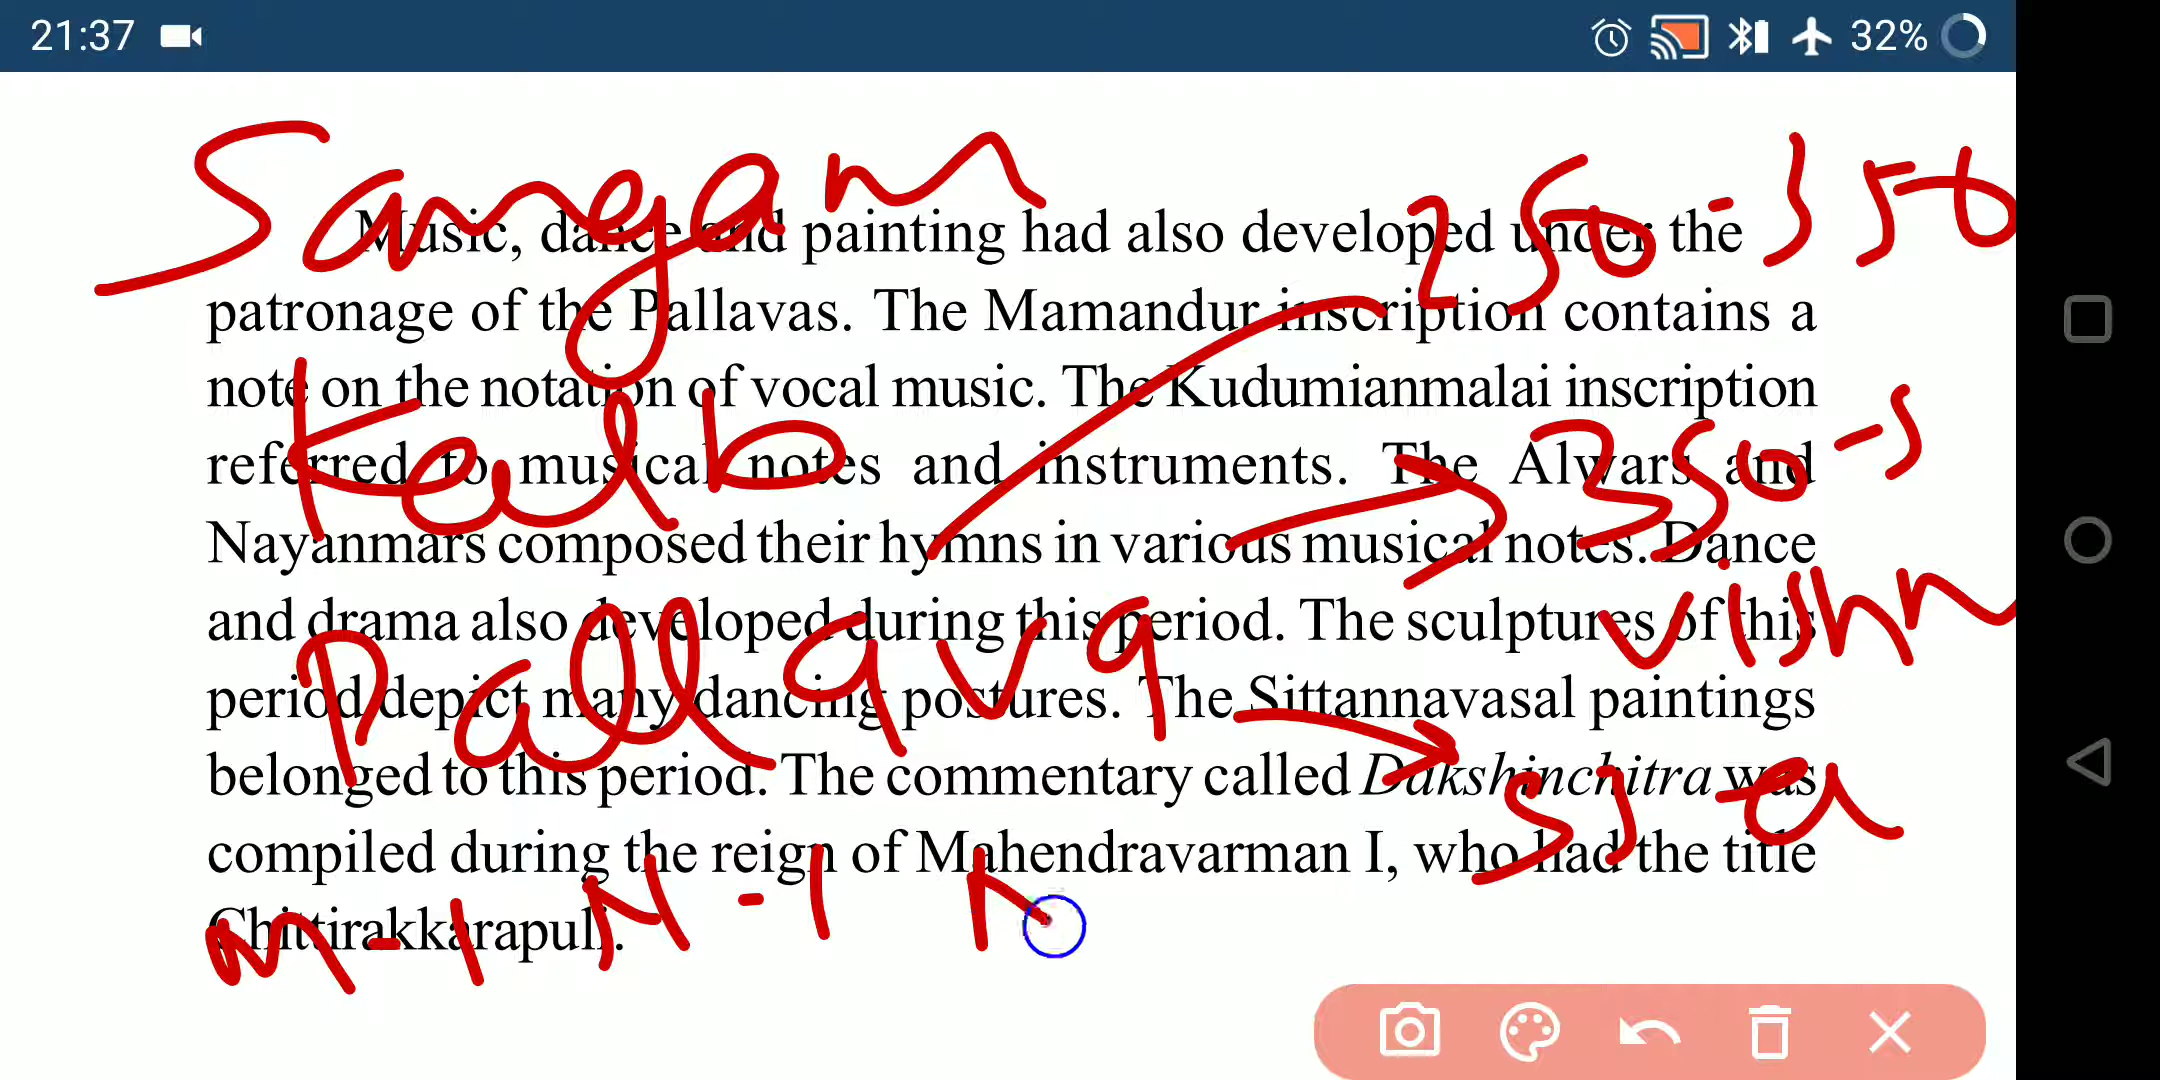 21:37 32%
Sangam 250-350
Music, dance and painting had also developed under the
patronage of the Pallavas. The Mamandur inscription contains a
note on the notation of vocal music. The Kudumianmalai inscription
referred to musical notes and instruments. The Alwars and
Nayanmars composed their hymns in various musical notes. Dance
and drama also developed during this period. The sculptures of this
period depict many dancing postures. The Sittannavasal paintings
belonged to this period. The commentary called Dakshinchitra was
compiled during the reign of Mahendravarman I, who had the title
Chittirakkarapuli.
350-5
Pallava
M-1 N-1